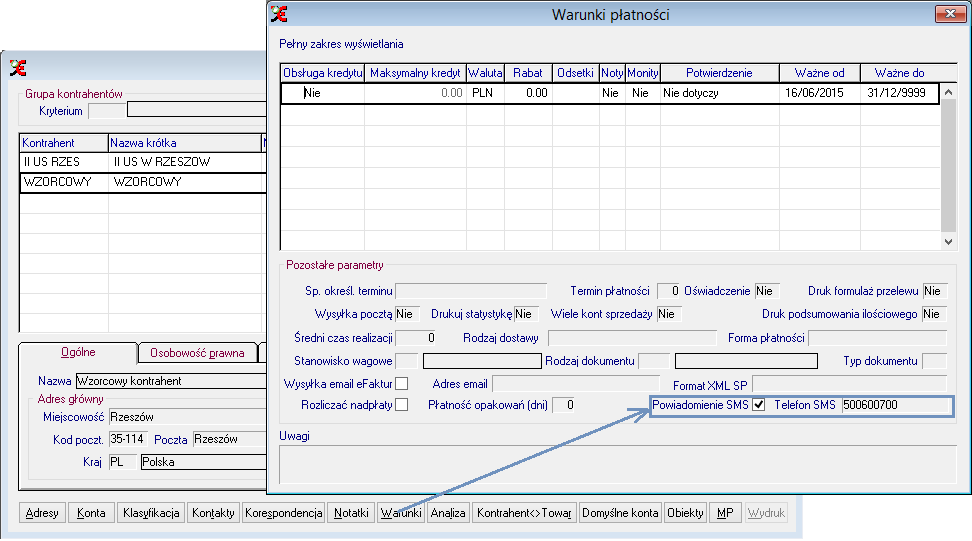 Warunki płatności
Pełny zakres wyświetlania
Obsługa kredytu Maksymalny kredyt Waluta Rabat Odsetki Noty Monity Potwierdzenie Ważne od Ważne do
Nie 0.00 PLN 0.00 Nie Nie Nie dotyczy 16/06/2015 31/12/9999
Pozostałe parametry
Sp. określ. terminu Termin płatności 0 Oświadczenie Nie Druk formularz przelewu Nie
Wysyłka pocztą Nie Drukuj statystykę Nie Wiele kont sprzedaży Nie Druk podsumowania ilościowego Nie
Średni czas realizacji 0 Rodzaj dostawy Forma płatności
Stanowisko wagowe Rodzaj dokumentu Typ dokumentu
Wysyłka email eFaktur Adres email Format XML SP
Rozliczać nadpłaty Płatność opakowań (dni) 0 Powiadomienie SMS Telefon SMS 500600700
Uwagi
Grupa kontrahentów
Kryterium
Kontrahent Nazwa krótka
II US RZES II US W RZESZOW
WZORCOWY WZORCOWY
Ogólne Osobowość prawna
Nazwa Wzorcowy kontrahent
Adres główny
Miejscowość Rzeszów
Kod poczt. 35-114 Poczta Rzeszów
Kraj PL Polska
Adresy Konta Klasyfikacja Kontakty Korespondencja Notatki Warunki Analiza Kontrahent<>Towar Domyślne konta Obiekty MP Wydruk